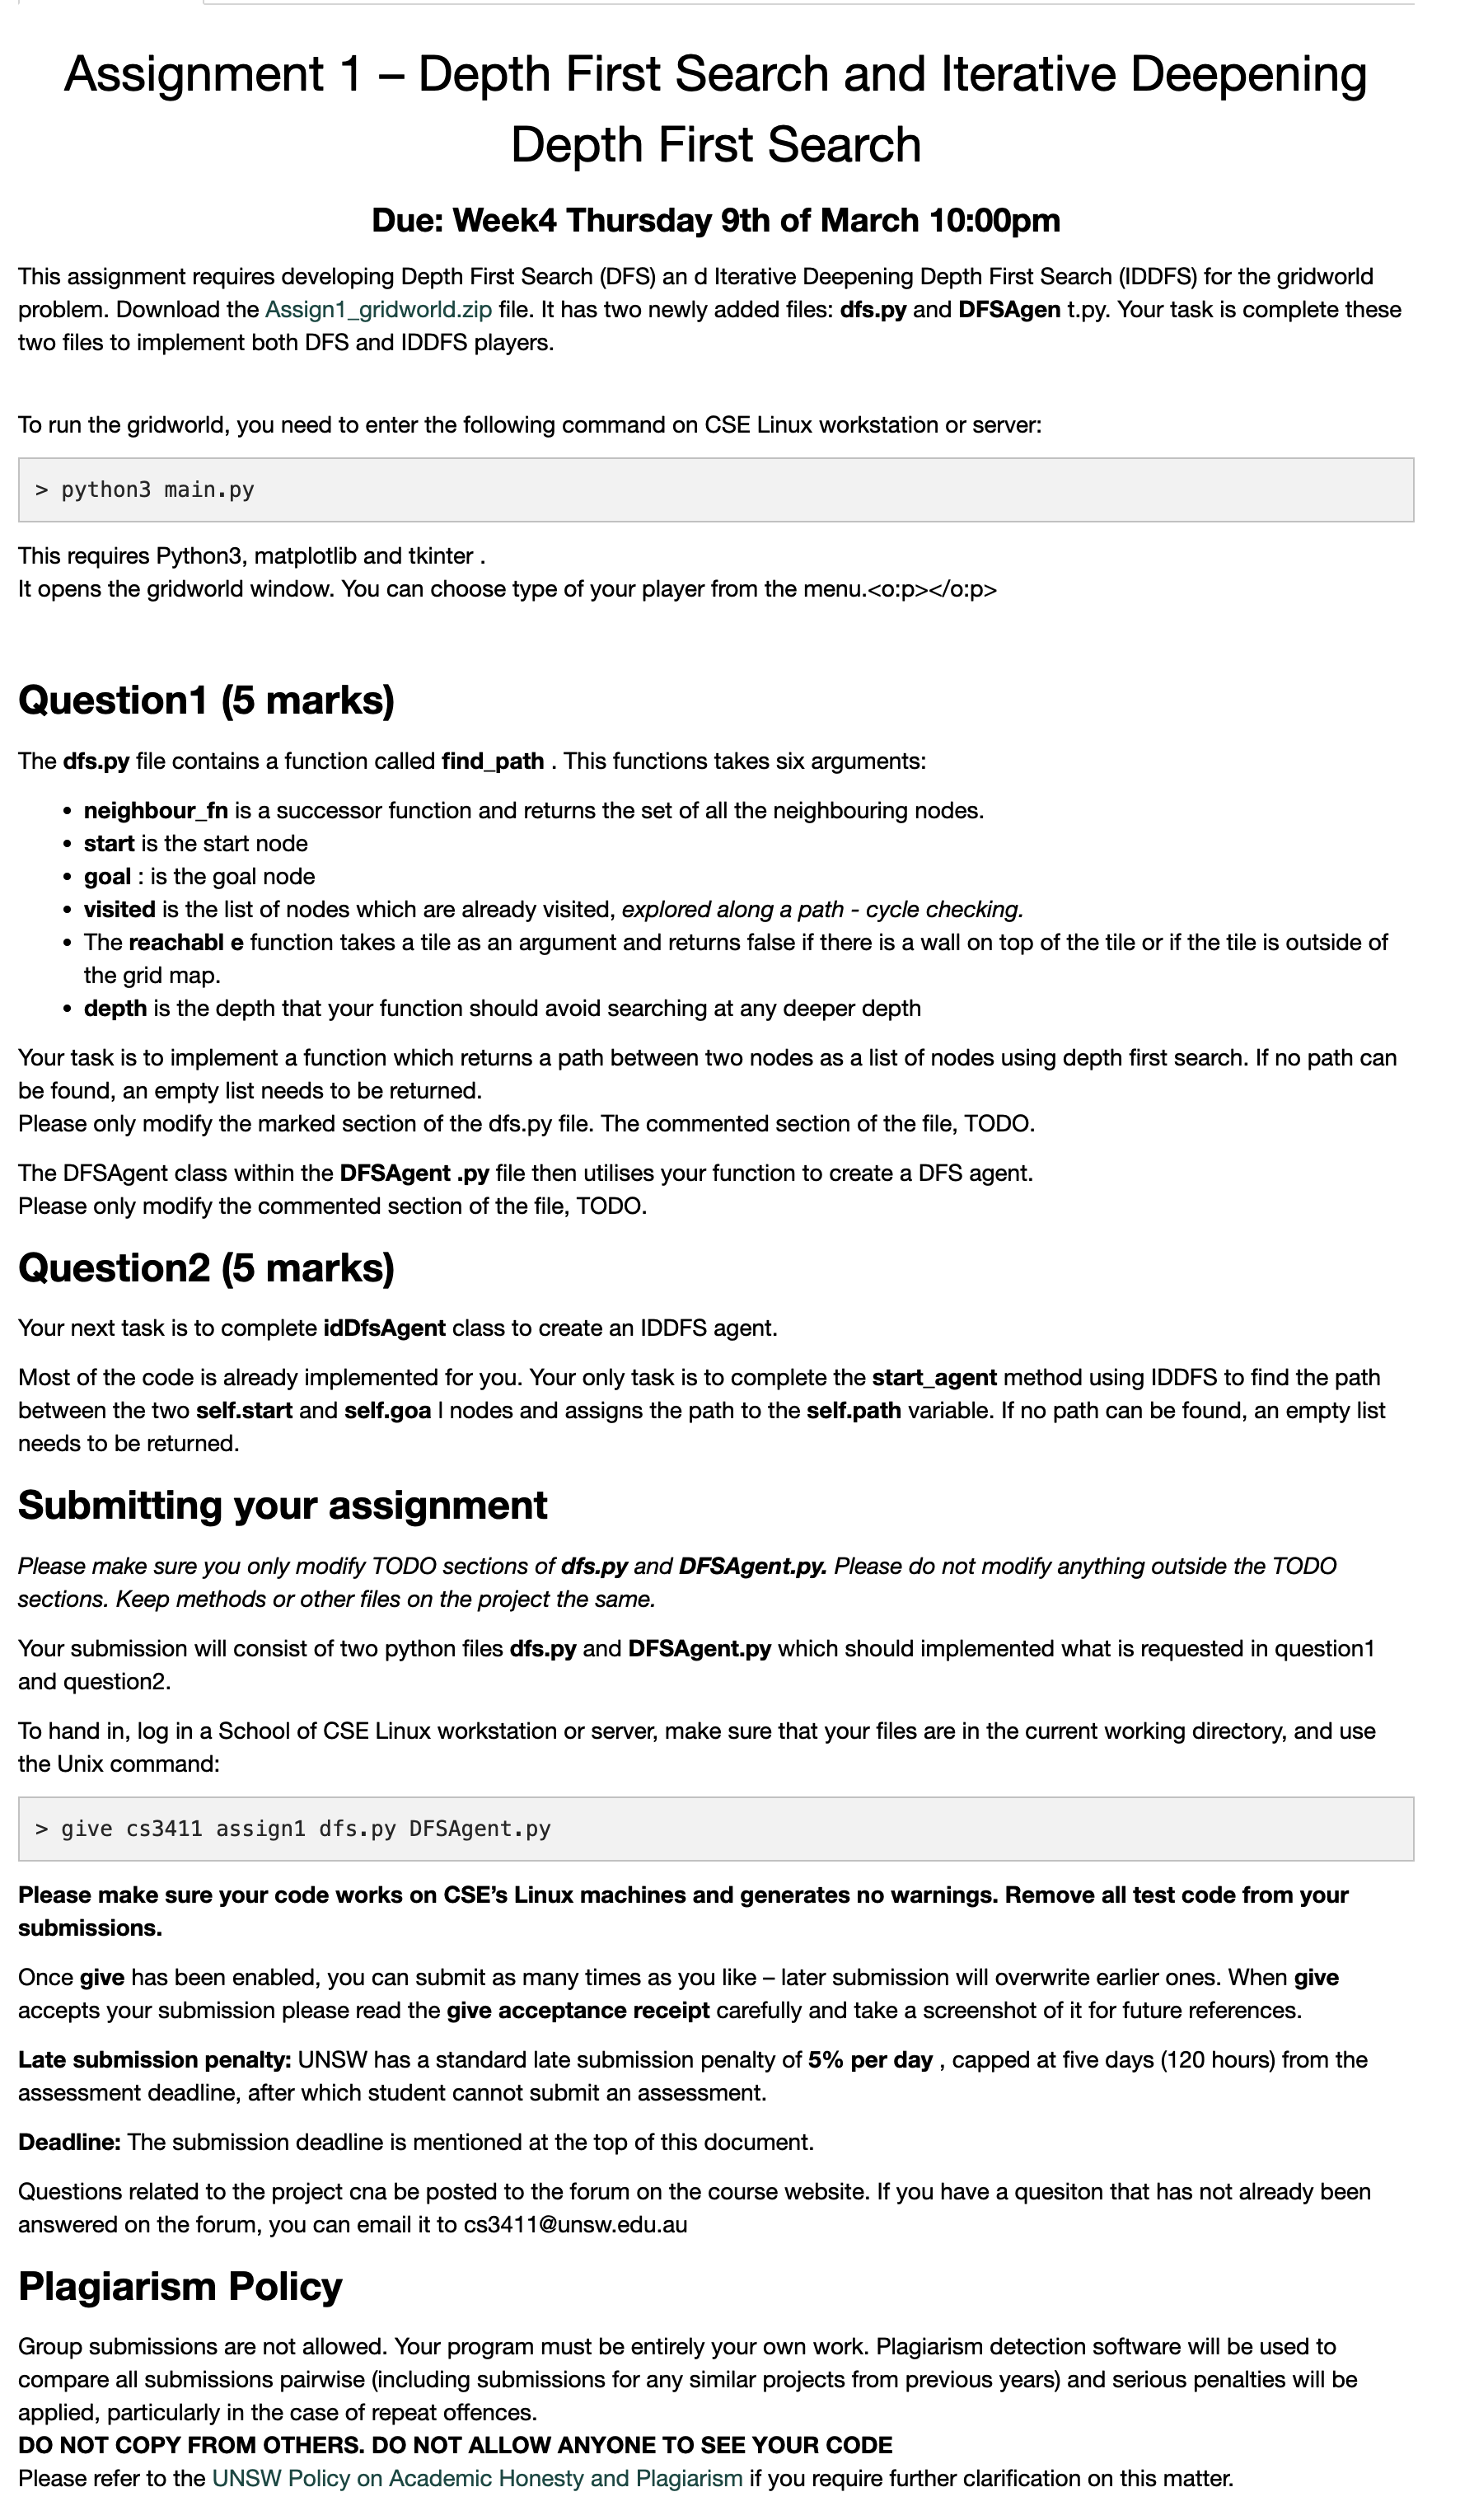 Assignment 1 – Depth First Search and Iterative Deepening
Depth First Search
Due: Week4 Thursday 9th of March 10:00pm
This assignment requires developing Depth First Search (DFS) an d Iterative Deepening Depth First Search (IDDFS) for the gridworld
problem. Download the Assign1_gridworld.zip file. It has two newly added files: dfs.py and DFSAgen t.py. Your task is complete these
two files to implement both DFS and IDDFS players.
To run the gridworld, you need to enter the following command on CSE Linux workstation or server:
> python3 main.py
This requires Python3, matplotlib and tkinter .
It opens the gridworld window. You can choose type of your player from the menu.<o:p></o:p>
Question1 (5 marks)
The dfs.py file contains a function called find_path . This functions takes six arguments:
• neighbour_fn is a successor function and returns the set of all the neighbouring nodes.
• start is the start node
• goal : is the goal node
• visited is the list of nodes which are already visited, explored along a path - cycle checking.
• The reachabl e function takes a tile as an argument and returns false if there is a wall on top of the tile or if the tile is outside of
the grid map.
• depth is the depth that your function should avoid searching at any deeper depth
Your task is to implement a function which returns a path between two nodes as a list of nodes using depth first search. If no path can
be found, an empty list needs to be returned.
Please only modify the marked section of the dfs.py file. The commented section of the file, TODO.
The DFSAgent class within the DFSAgent .py file then utilises your function to create a DFS agent.
Please only modify the commented section of the file, TODO.
Question2 (5 marks)
Your next task is to complete idDfsAgent class to create an IDDFS agent.
Most of the code is already implemented for you. Your only task is to complete the start_agent method using IDDFS to find the path
between the two self.start and self.goa l nodes and assigns the path to the self.path variable. If no path can be found, an empty list
needs to be returned.
Submitting your assignment
Please make sure you only modify TODO sections of dfs.py and DFSAgent.py. Please do not modify anything outside the TODO
sections. Keep methods or other files on the project the same.
Your submission will consist of two python files dfs.py and DFSAgent.py which should implemented what is requested in question1
and question2.
To hand in, log in a School of CSE Linux workstation or server, make sure that your files are in the current working directory, and use
the Unix command:
> give cs3411 assign1 dfs.py DFSAgent.py
Please make sure your code works on CSE’s Linux machines and generates no warnings. Remove all test code from your
submissions.
Once give has been enabled, you can submit as many times as you like – later submission will overwrite earlier ones. When give
accepts your submission please read the give acceptance receipt carefully and take a screenshot of it for future references.
Late submission penalty: UNSW has a standard late submission penalty of 5% per day , capped at five days (120 hours) from the
assessment deadline, after which student cannot submit an assessment.
Deadline: The submission deadline is mentioned at the top of this document.
Questions related to the project cna be posted to the forum on the course website. If you have a quesiton that has not already been
answered on the forum, you can email it to cs3411@unsw.edu.au
Plagiarism Policy
Group submissions are not allowed. Your program must be entirely your own work. Plagiarism detection software will be used to
compare all submissions pairwise (including submissions for any similar projects from previous years) and serious penalties will be
applied, particularly in the case of repeat offences.
DO NOT COPY FROM OTHERS. DO NOT ALLOW ANYONE TO SEE YOUR CODE
Please refer to the UNSW Policy on Academic Honesty and Plagiarism if you require further clarification on this matter.